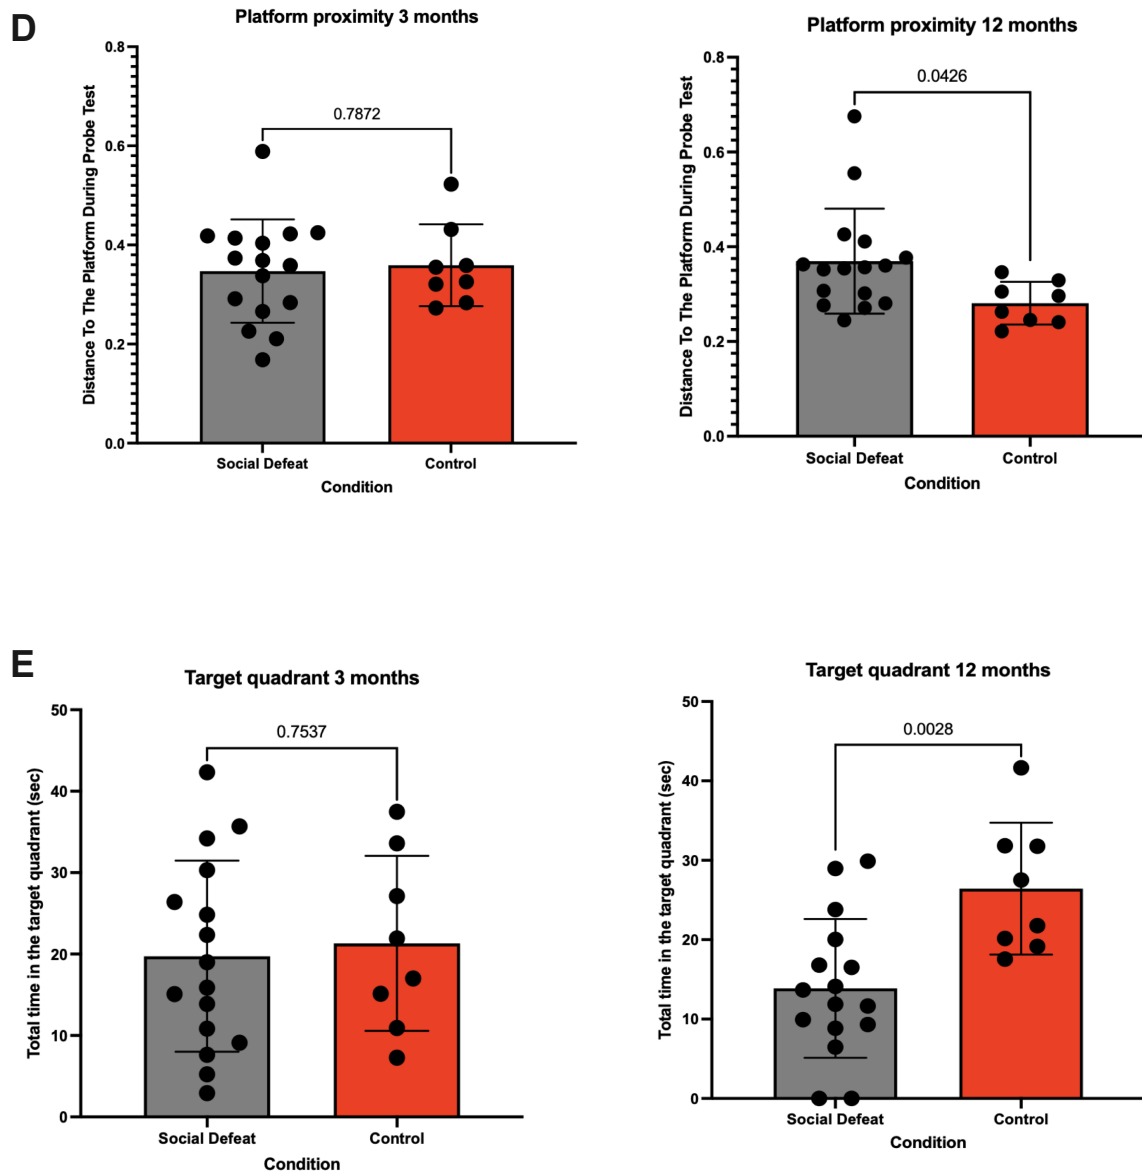 D
Platform proximity 3 months
Distance To The Platform During Probe Test
0.8
0.6
0.4
0.2
0.0
0.7872
Social Defeat
Control
Condition
Platform proximity 12 months
Distance To The Platform During Probe Test
0.8
0.6
0.4
0.2
0.0
0.0426
Social Defeat
Control
Condition
E
Target quadrant 3 months
Total time in the target quadrant (sec)
50
40
30
20
10
0
0.7537
Social Defeat
Control
Condition
Target quadrant 12 months
Total time in the target quadrant (sec)
50
40
30
20
10
0
0.0028
Social Defeat
Control
Condition